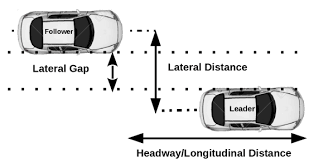 Follower
Lateral Gap
Lateral Distance
Leader
Headway/Longitudinal Distance